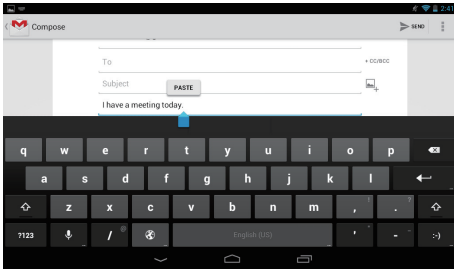 2:41
Compose
SEND
To
+ CC/BCC
Subject
PASTE
I have a meeting today.
q w e r t y u i o p
a s d f g h j k l
z x c v b n m , ! . ?
?123 / @ English (US) ' - :-)